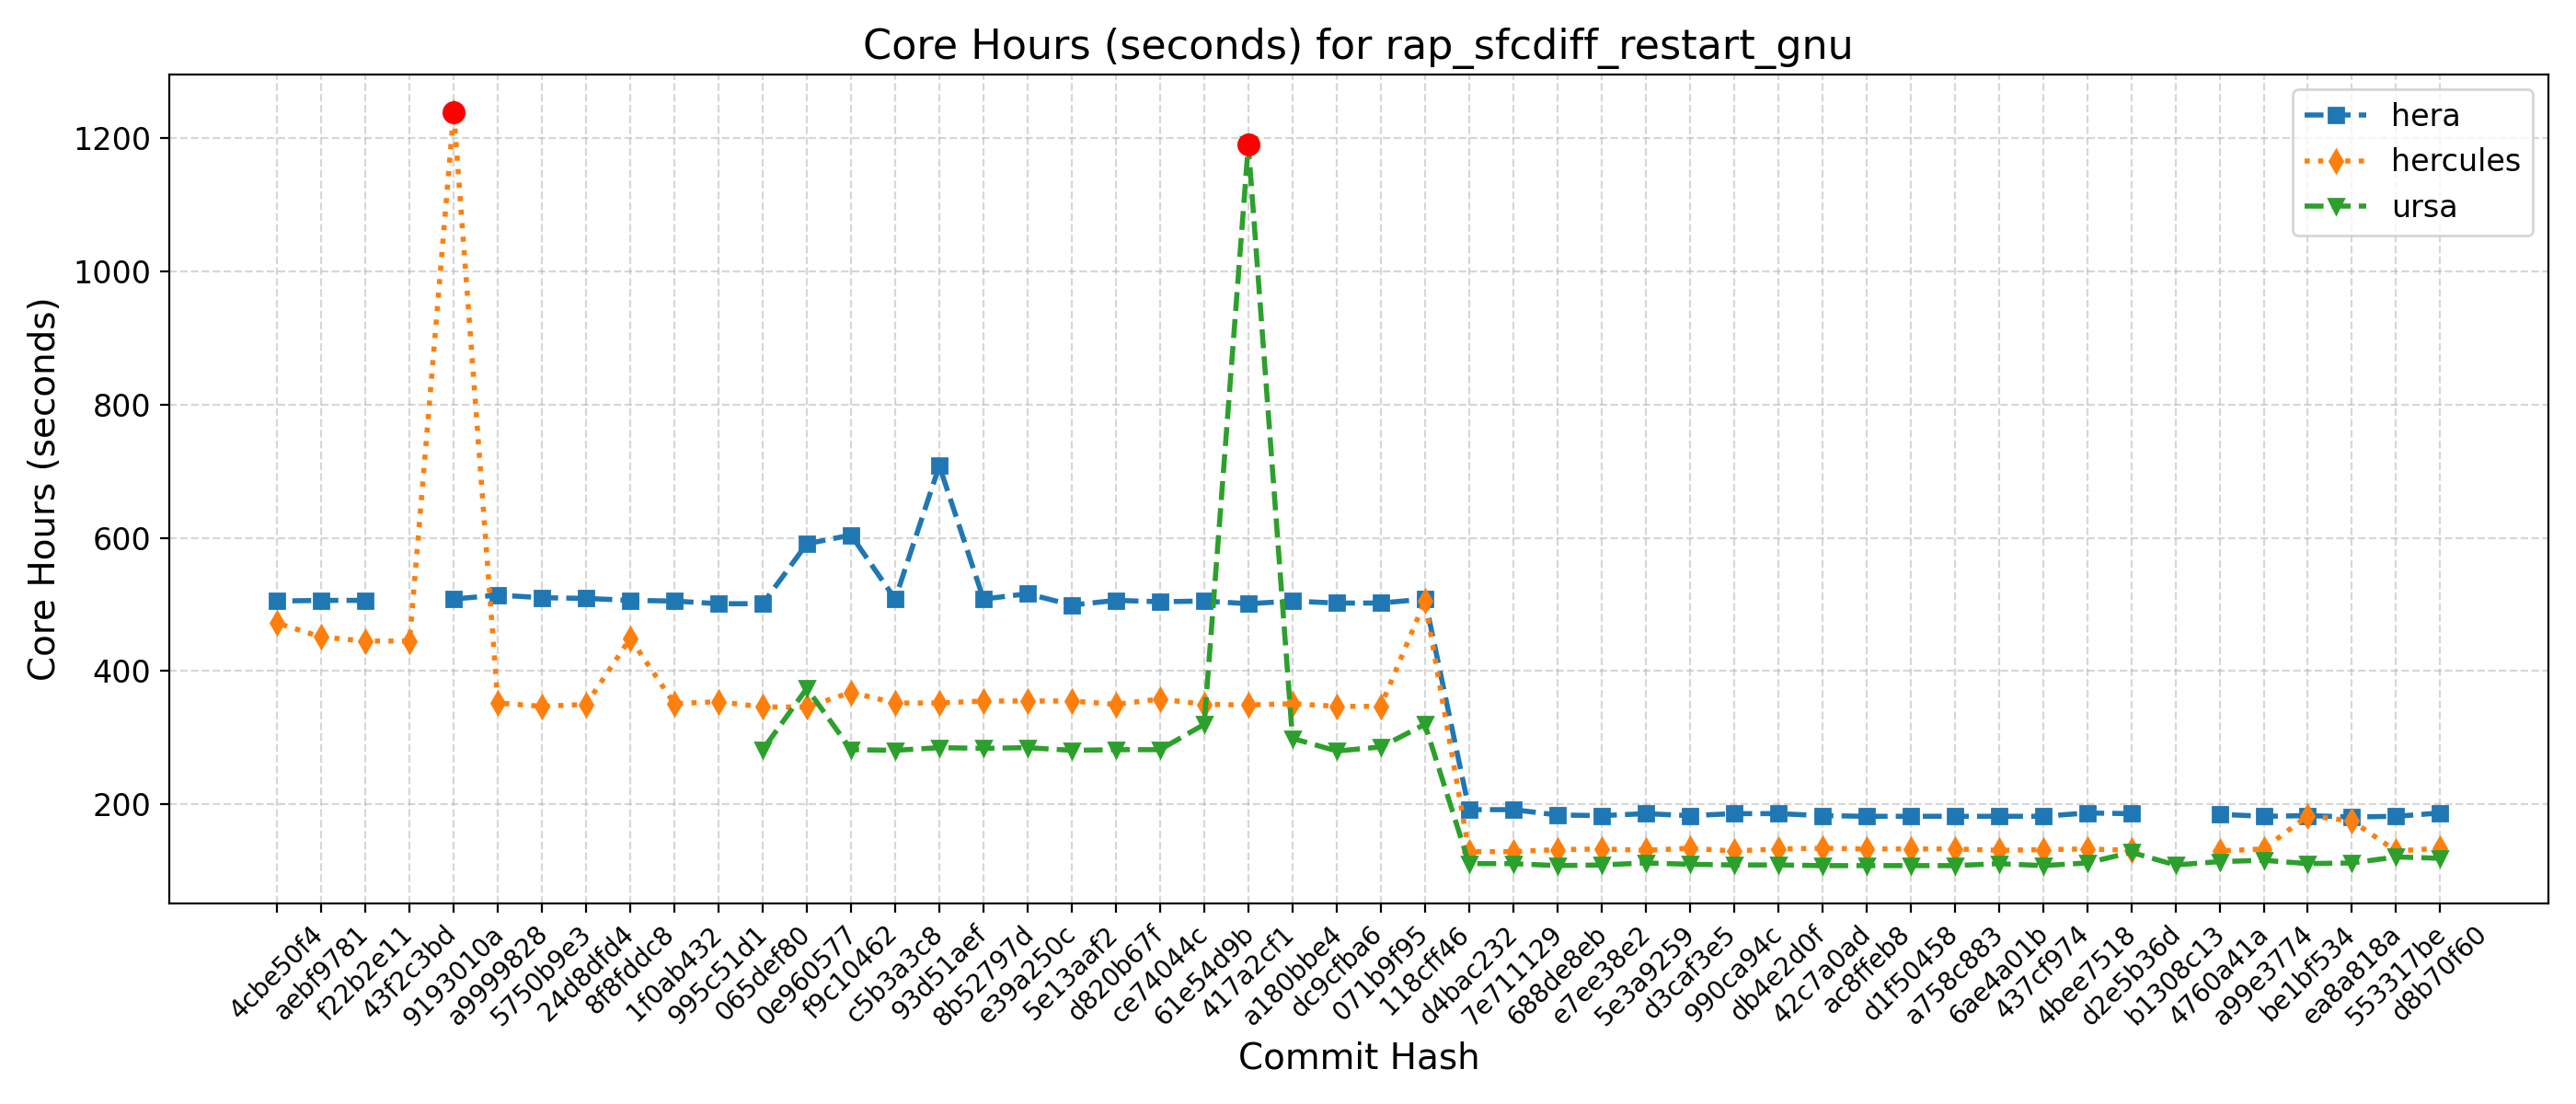 Core Hours (seconds) for rap_sfcdiff_restart_gnu
hera
hercules
ursa
Core Hours (seconds)
1200
1000
800
600
400
200
4cbe50f4
aebf9781
f22b2e11
43f2c3bd
9193010a
a9999828
5750b9e3
24d8dfd4
8f8fddc8
1f0ab432
995c51d1
065def80
0e960577
f9c10462
c5b3a3c8
93d51aef
8b52797d
e39a250c
5e13aaf2
d820b67f
ce74044c
61e54d9b
417a2cf1
a180bbe4
dc9cfba6
071b9f95
118cff46
d4bac232
7e711129
688de8eb
e7ee38e2
5e3a9259
d3caf3e5
990ca94c
db4e2d0f
42c7a0ad
ac8ffeb8
d1f50458
a758c883
6ae4a01b
437cf974
4bee7518
d2e5b36d
b1308c13
4760a41a
a99e3774
be1bf534
ea8a818a
553317be
d8b70f60
Commit Hash